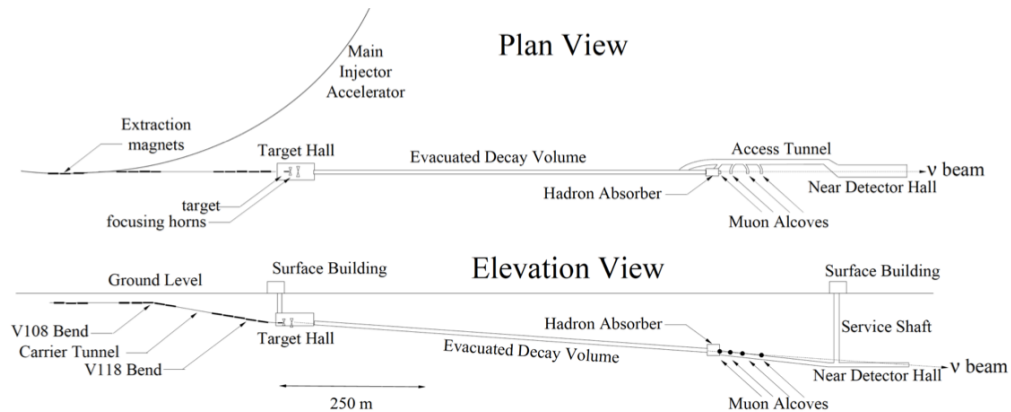 Plan View
Main
Injector
Accelerator
Extraction
magnets
Target Hall
Evacuated Decay Volume
Access Tunnel
ν beam
Hadron Absorber
Near Detector Hall
target
focusing horns
Muon Alcoves
Elevation View
Ground Level
Surface Building
Surface Building
V108 Bend
Carrier Tunnel
V118 Bend
Target Hall
Hadron Absorber
Service Shaft
Evacuated Decay Volume
Near Detector Hall
ν beam
250 m
Muon Alcoves